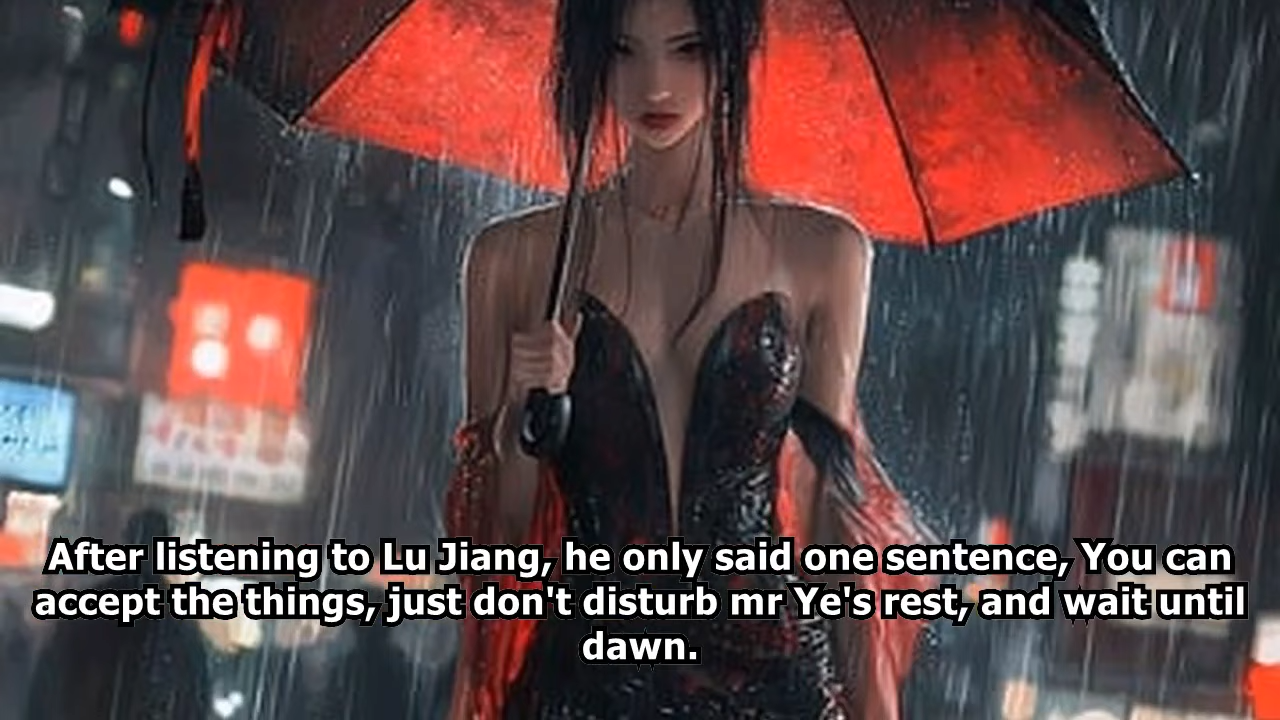 After listening to Lu Jiang, he only said one sentence, You can
accept the things, just don't disturb mr Ye's rest, and wait until
dawn.